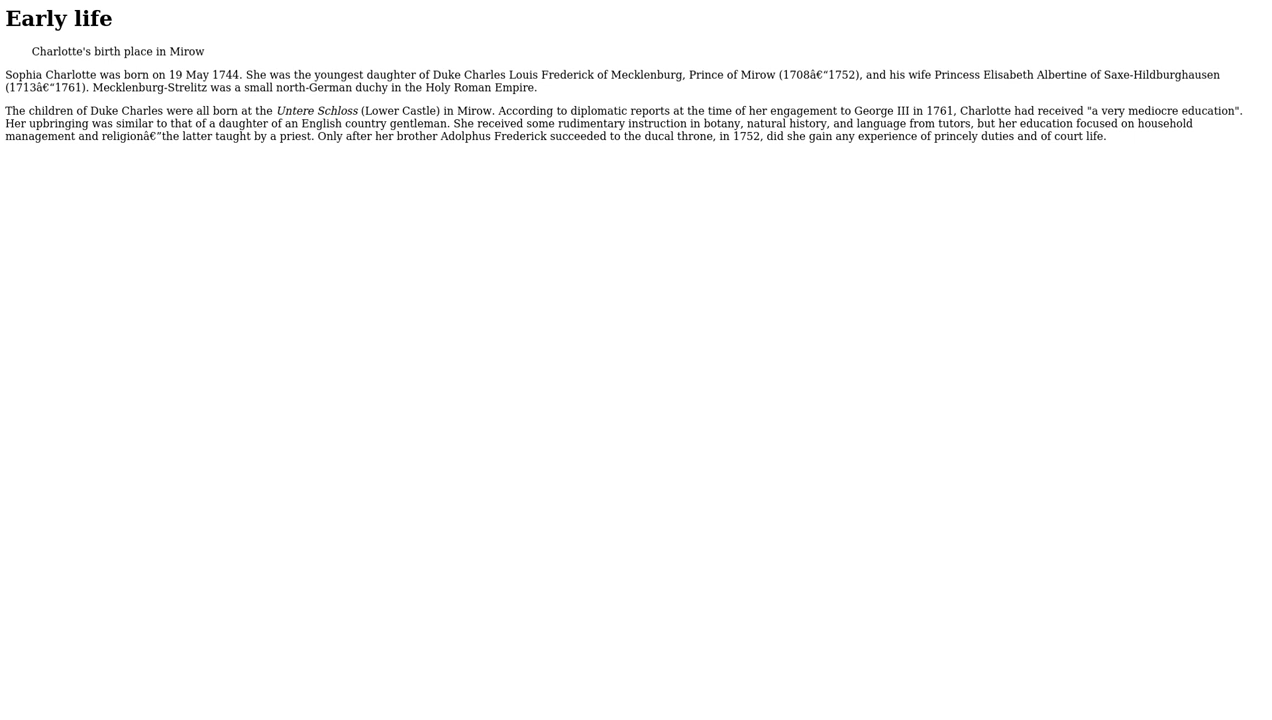 Early life
Charlotte's birth place in Mirow
Sophia Charlotte was born on 19 May 1744. She was the youngest daughter of Duke Charles Louis Frederick of Mecklenburg, Prince of Mirow (1708â€“1752), and his wife Princess Elisabeth Albertine of Saxe-Hildburghausen
(1713â€“1761). Mecklenburg-Strelitz was a small north-German duchy in the Holy Roman Empire.
The children of Duke Charles were all born at the Untere Schloss (Lower Castle) in Mirow. According to diplomatic reports at the time of her engagement to George III in 1761, Charlotte had received "a very mediocre education".
Her upbringing was similar to that of a daughter of an English country gentleman. She received some rudimentary instruction in botany, natural history, and language from tutors, but her education focused on household
management and religionâ€”the latter taught by a priest. Only after her brother Adolphus Frederick succeeded to the ducal throne, in 1752, did she gain any experience of princely duties and of court life.